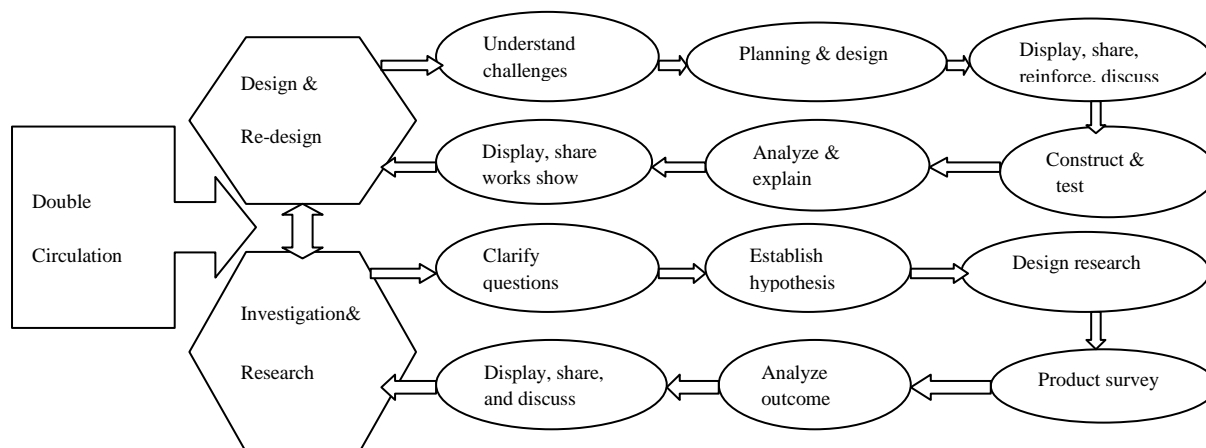 Double
Circulation
Design &
Re-design
Understand
challenges
Planning & design
Display, share,
reinforce, discuss
Construct &
test
Analyze &
explain
Display, share
works show
Investigation&
Research
Clarify
questions
Establish
hypothesis
Design research
Product survey
Analyze
outcome
Display, share,
and discuss